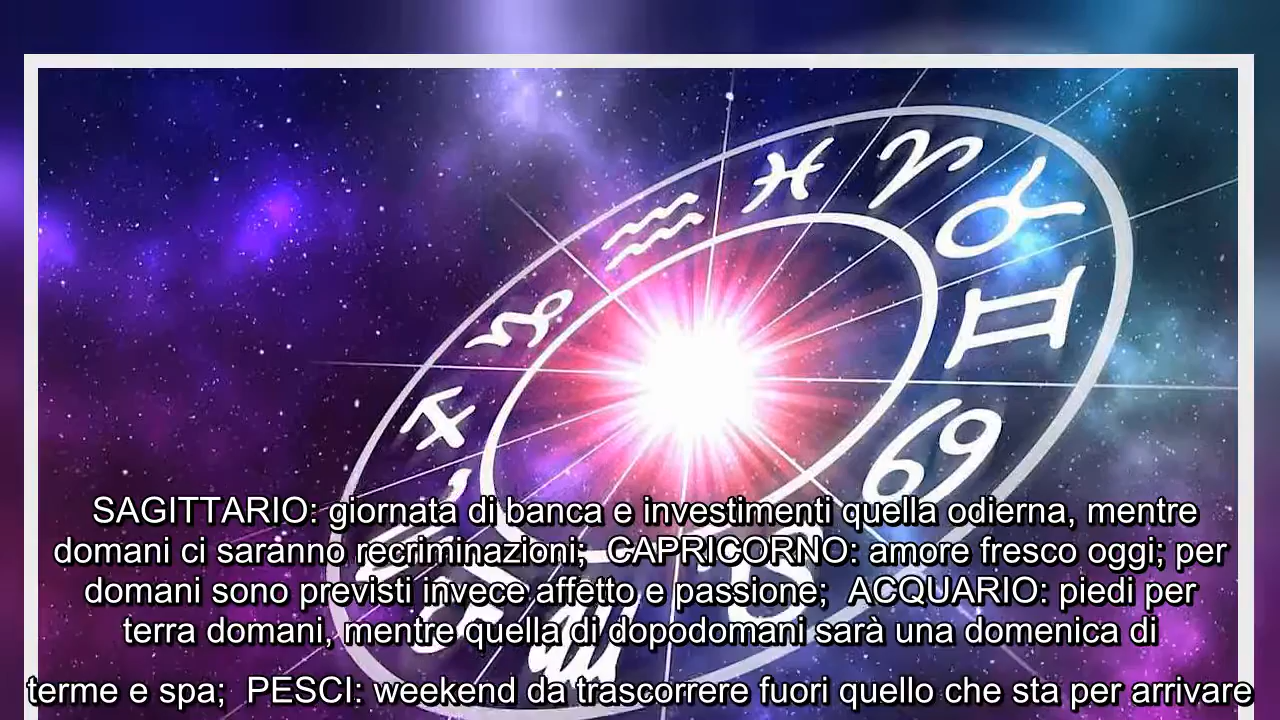 SAGITTARIO: giornata di banca e investimenti quella odierna, mentre
domani ci saranno recriminazioni;  CAPRICORNO: amore fresco oggi; per
domani sono previsti invece affetto e passione;  ACQUARIO: piedi per
terra domani, mentre quella di dopodomani sarà una domenica di
terme e spa;  PESCI: weekend da trascorrere fuori quello che sta per arrivare